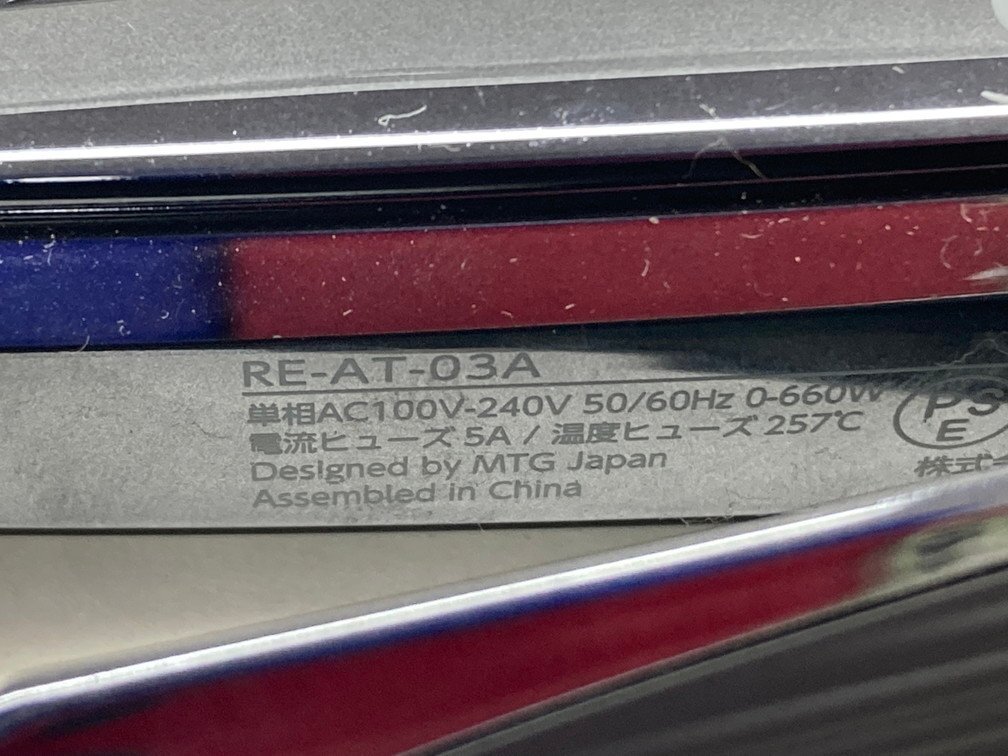 RE-AT-03A
単相AC100V-240V 50/60Hz 0-660W
電流ヒューズ 5A / 温度ヒューズ 257℃
Designed by MTG Japan
Assembled in China
PS
E
株式